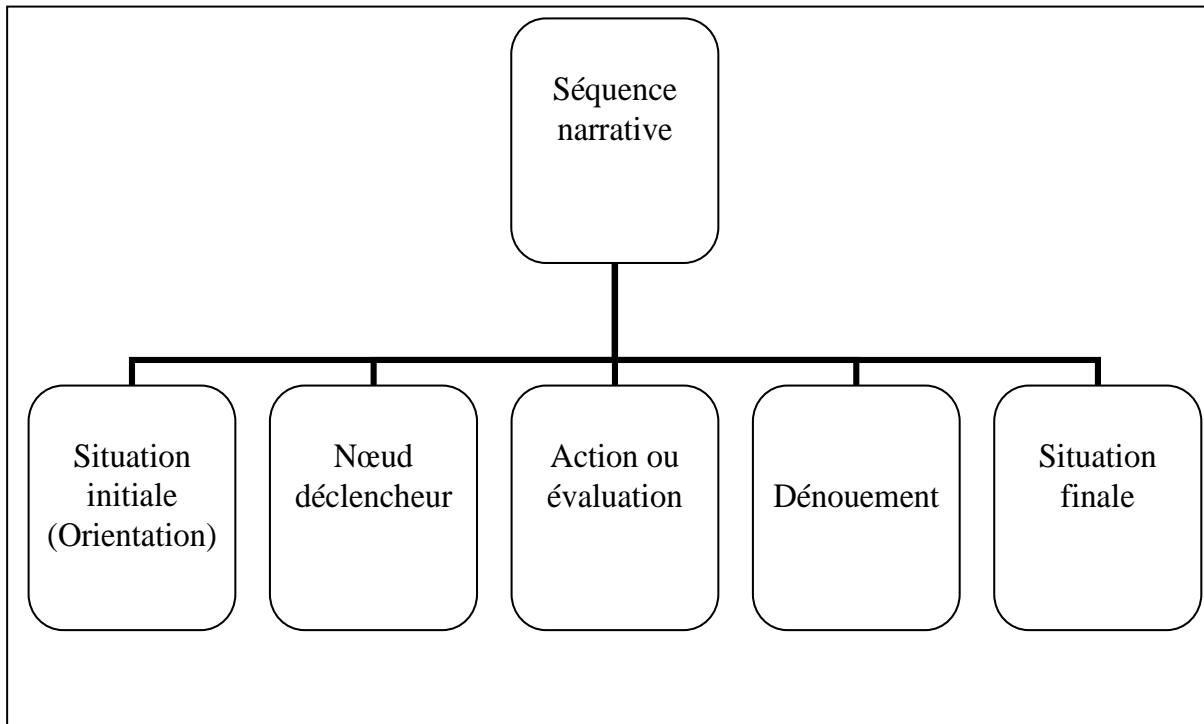 Séquence
narrative
Situation
initiale
(Orientation)
Nœud
déclencheur
Action ou
évaluation
Dénouement
Situation
finale